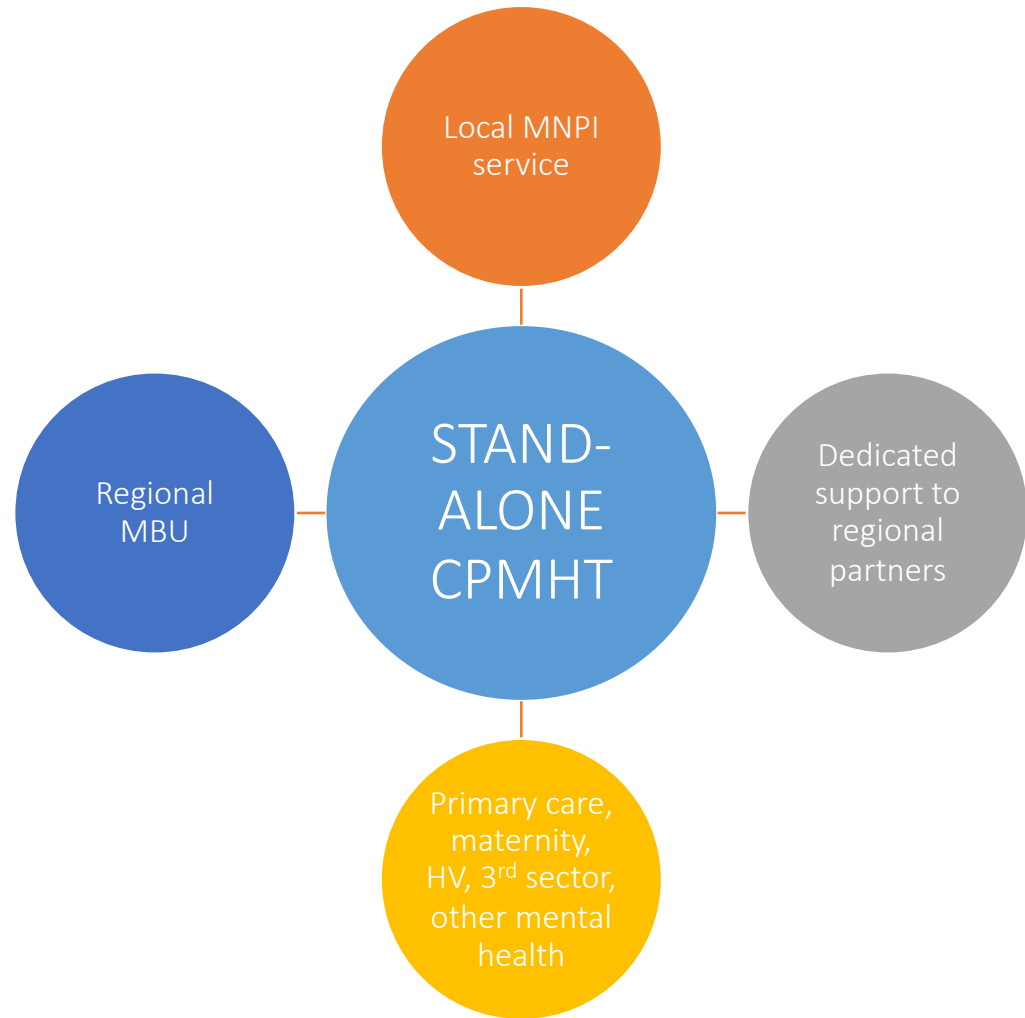 Local MNPI
service
STAND-
ALONE
CPMHT
Regional
MBU
Dedicated
support to
regional
partners
Primary care,
maternity,
HV, 3rd sector,
other mental
health